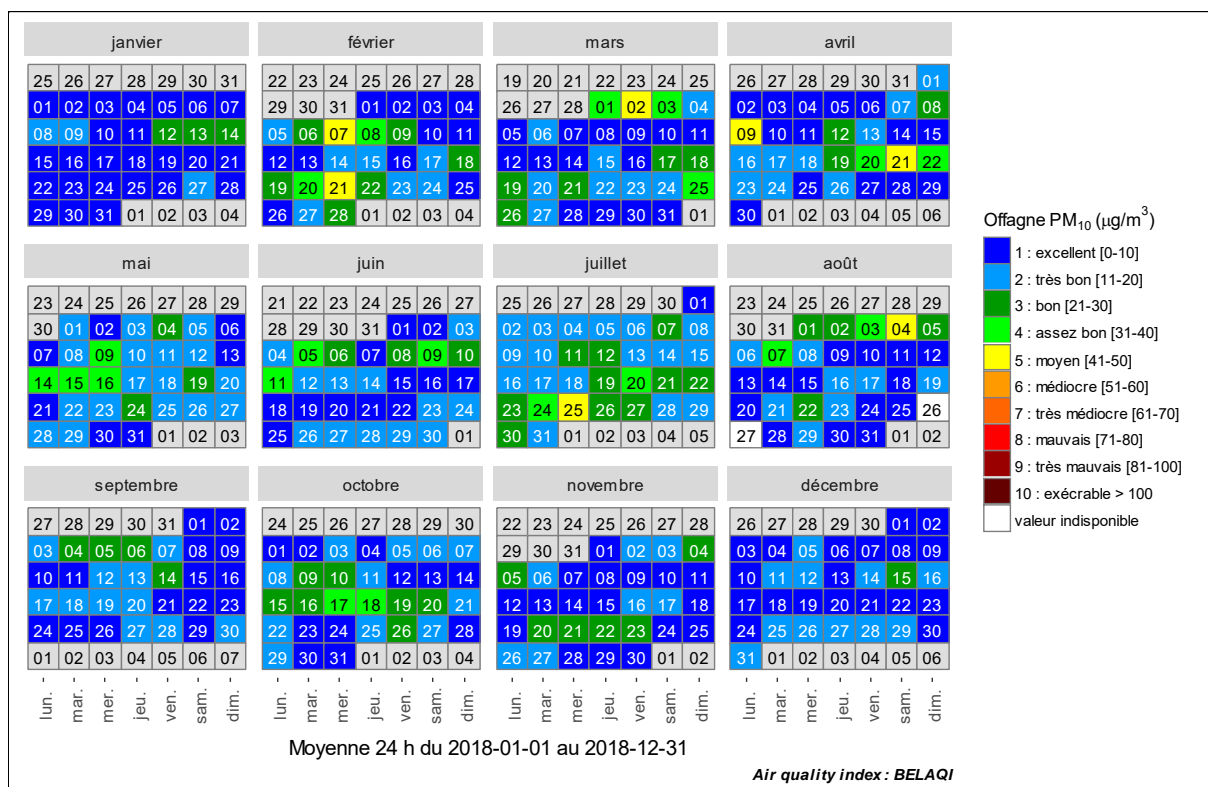 janvier février mars avril
25 26 27 28 29 30 31 22 23 24 25 26 27 28 19 20 21 22 23 24 25 26 27 28 29 30 31 01
01 02 03 04 05 06 07 29 30 31 01 02 03 04 26 27 28 01 02 03 04 02 03 04 05 06 07 08
08 09 10 11 12 13 14 05 06 07 08 09 10 11 05 06 07 08 09 10 11 09 10 11 12 13 14 15
15 16 17 18 19 20 21 12 13 14 15 16 17 18 12 13 14 15 16 17 18 16 17 18 19 20 21 22
22 23 24 25 26 27 28 19 20 21 22 23 24 25 19 20 21 22 23 24 25 23 24 25 26 27 28 29
29 30 31 01 02 03 04 26 27 28 01 02 03 04 26 27 28 29 30 31 01 30 01 02 03 04 05 06
mai juin juillet août
23 24 25 26 27 28 29 21 22 23 24 25 26 27 25 26 27 28 29 30 01 23 24 25 26 27 28 29
30 01 02 03 04 05 06 28 29 30 31 01 02 03 02 03 04 05 06 07 08 30 31 01 02 03 04 05
07 08 09 10 11 12 13 04 05 06 07 08 09 10 09 10 11 12 13 14 15 06 07 08 09 10 11 12
14 15 16 17 18 19 20 11 12 13 14 15 16 17 16 17 18 19 20 21 22 13 14 15 16 17 18 19
21 22 23 24 25 26 27 18 19 20 21 22 23 24 23 24 25 26 27 28 29 20 21 22 23 24 25 26
28 29 30 31 01 02 03 25 26 27 28 29 30 01 30 31 01 02 03 04 05 27 28 29 30 31 01 02
septembre octobre novembre décembre
27 28 29 30 31 01 02 24 25 26 27 28 29 30 22 23 24 25 26 27 28 26 27 28 29 30 01 02
03 04 05 06 07 08 09 01 02 03 04 05 06 07 29 30 31 01 02 03 04 03 04 05 06 07 08 09
10 11 12 13 14 15 16 08 09 10 11 12 13 14 05 06 07 08 09 10 11 10 11 12 13 14 15 16
17 18 19 20 21 22 23 15 16 17 18 19 20 21 12 13 14 15 16 17 18 17 18 19 20 21 22 23
24 25 26 27 28 29 30 22 23 24 25 26 27 28 19 20 21 22 23 24 25 24 25 26 27 28 29 30
01 02 03 04 05 06 07 29 30 31 01 02 03 04 26 27 28 29 30 01 02 31 01 02 03 04 05 06
lun. mar. mer. jeu. ven. sam. dim. lun. mar. mer. jeu. ven. sam. dim. lun. mar. mer. jeu. ven. sam. dim. lun. mar. mer. jeu. ven. sam. dim.
Moyenne 24 h du 2018-01-01 au 2018-12-31
Air quality index : BELAQI
Offagne PM₁₀ (µg/m³)
1 : excellent [0-10]
2 : très bon [11-20]
3 : bon [21-30]
4 : assez bon [31-40]
5 : moyen [41-50]
6 : médiocre [51-60]
7 : très médiocre [61-70]
8 : mauvais [71-80]
9 : très mauvais [81-100]
10 : exécrable > 100
valeur indisponible